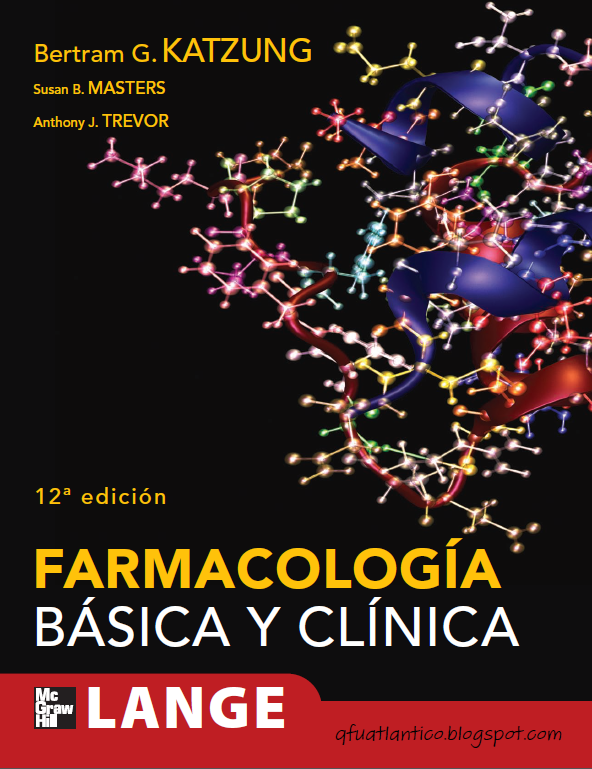 Bertram G. KATZUNG
Susan B. MASTERS
Anthony J. TREVOR
12ª edición
FARMACOLOGÍA
BÁSICA Y CLÍNICA
Mc
Graw
Hill
LANGE
qfuatlantico.blogspot.com